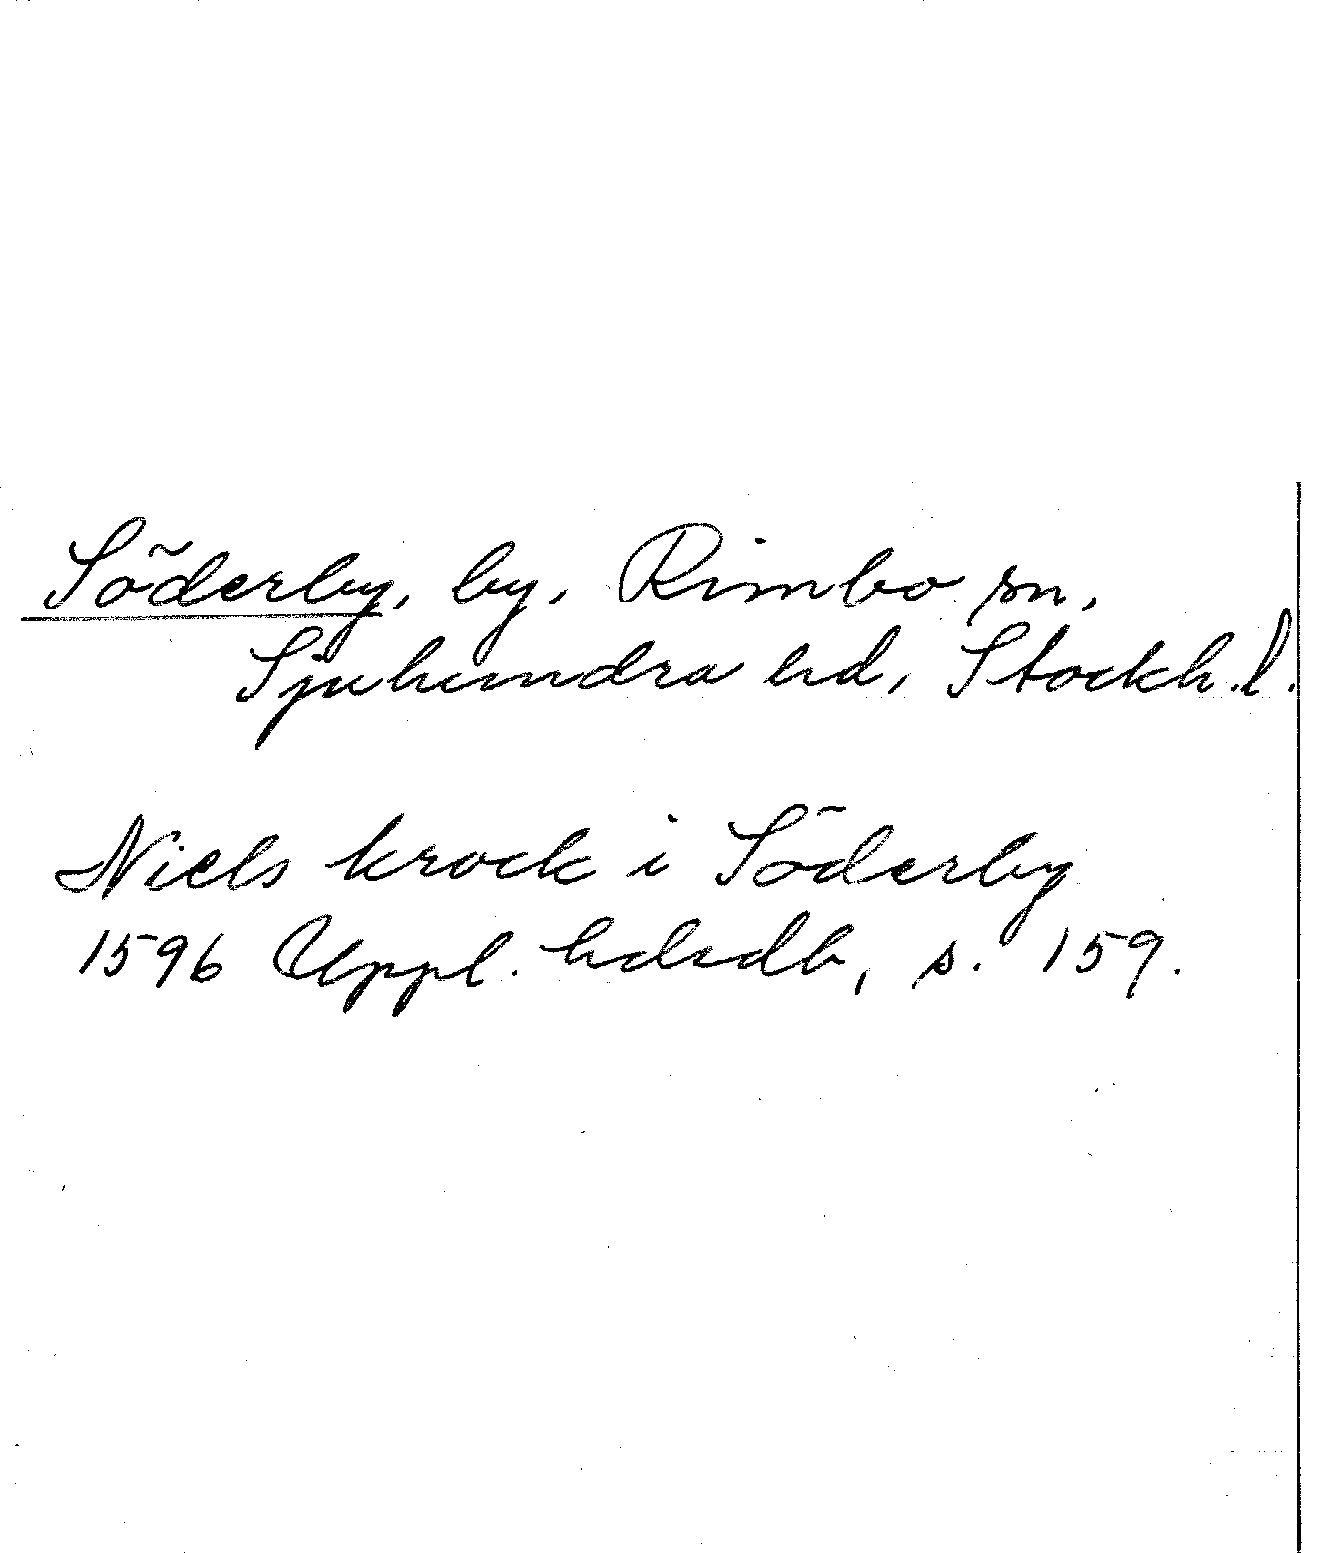 Söderby, by, Rimbo sn,
Sjuhundra hd, Stockh. l.
Niels krock i Söderby
1596 Uppl. hdsdb, s. 159.